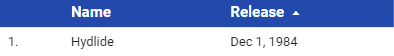 Name Release ▲
1. Hydlide Dec 1, 1984